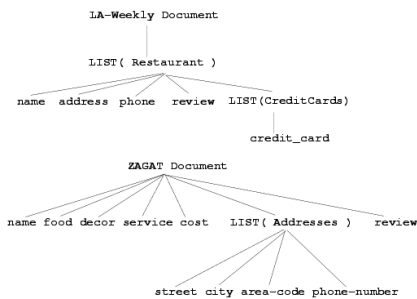 LA-Weekly Document
LIST( Restaurant )
name address phone review LIST(CreditCards)
credit_card
ZAGAT Document
name food decor service cost LIST( Addresses ) review
street city area-code phone-number